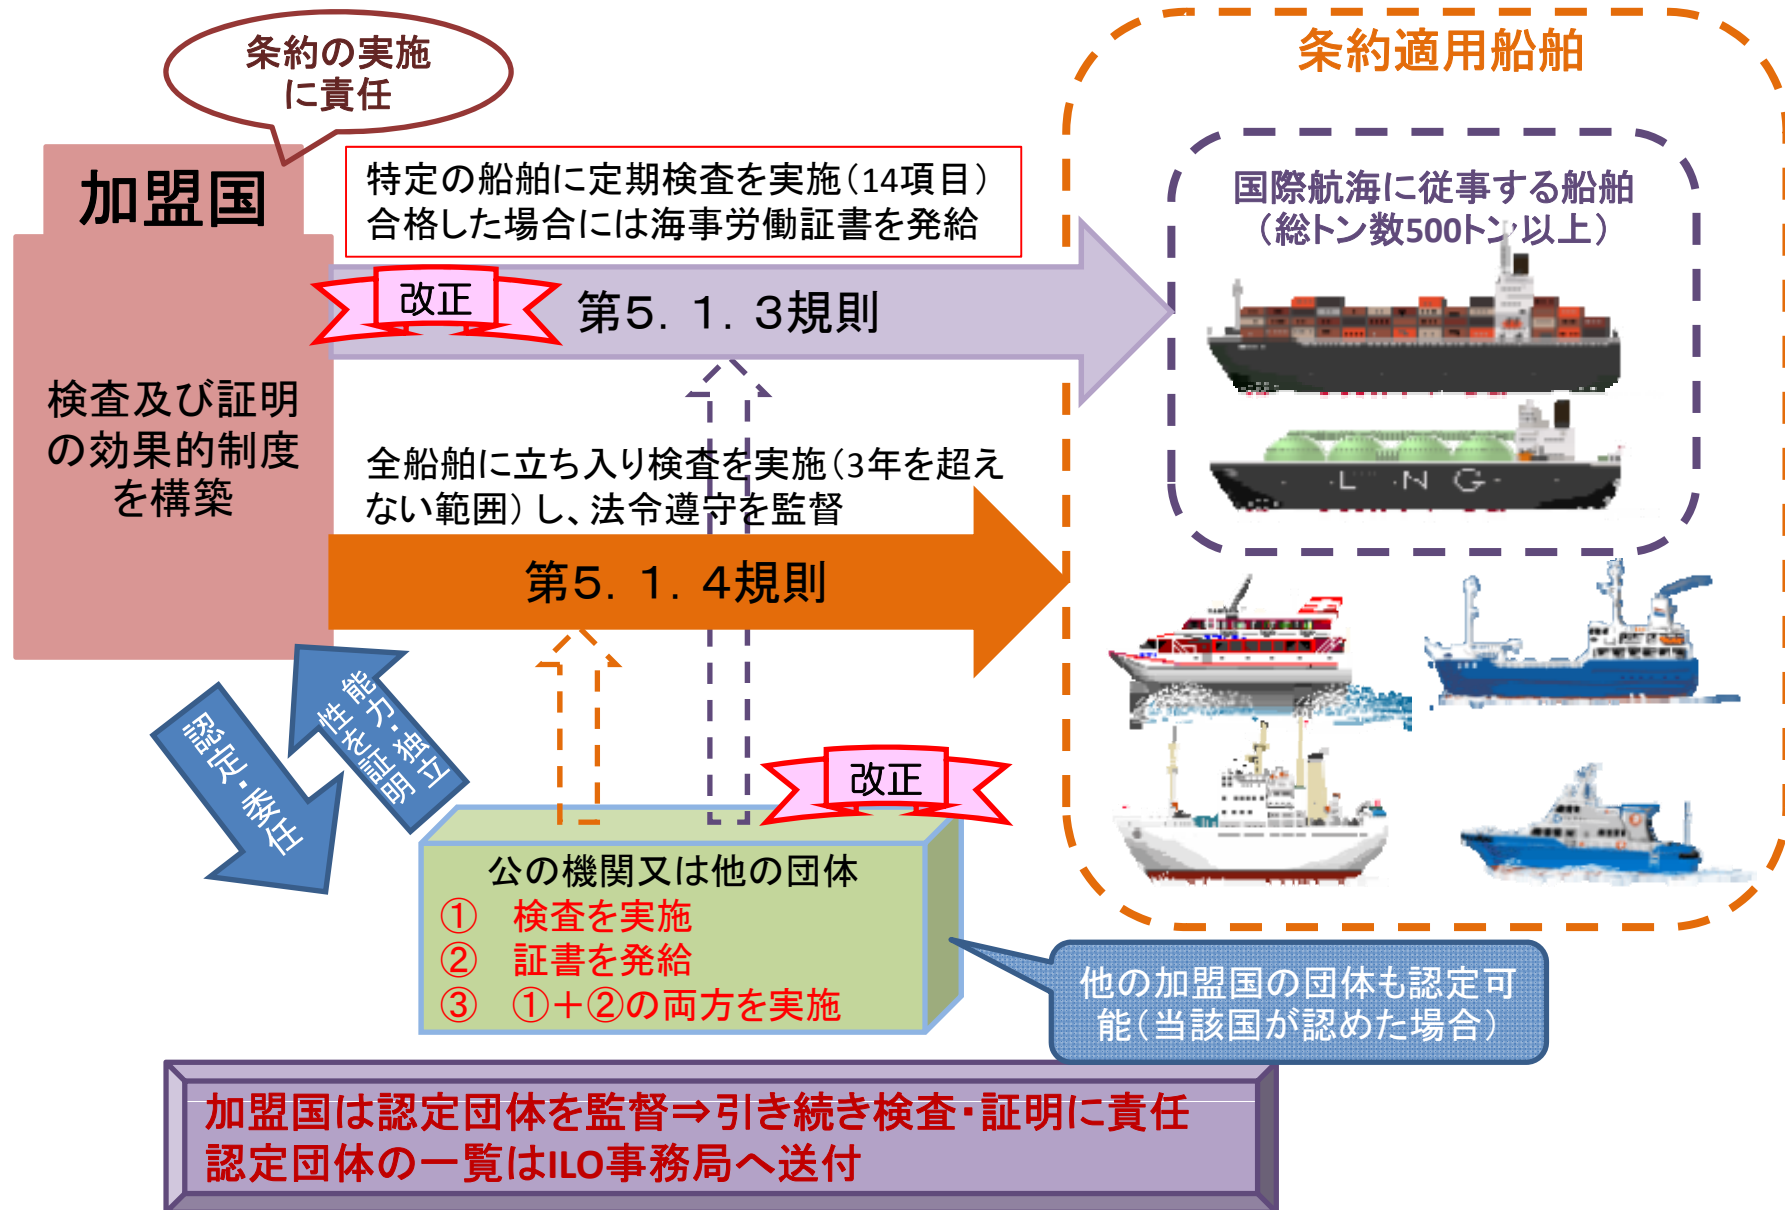 条約の実施
に責任
加盟国
検査及び証明
の効果的制度
を構築
特定の船舶に定期検査を実施（14項目）
合格した場合には海事労働証書を発給
改正
第５．１．３規則
全船舶に立ち入り検査を実施（3年を超え
ない範囲）し、法令遵守を監督
第５．１．４規則
条約適用船舶
国際航海に従事する船舶
（総トン数500トン以上）
L N G
認定・委任
能力・独立
性を証明
改正
公の機関又は他の団体
①　検査を実施
②　証書を発給
③　①＋②の両方を実施
他の加盟国の団体も認定可
能（当該国が認めた場合）
加盟国は認定団体を監督⇒引き続き検査・証明に責任
認定団体の一覧はILO事務局へ送付